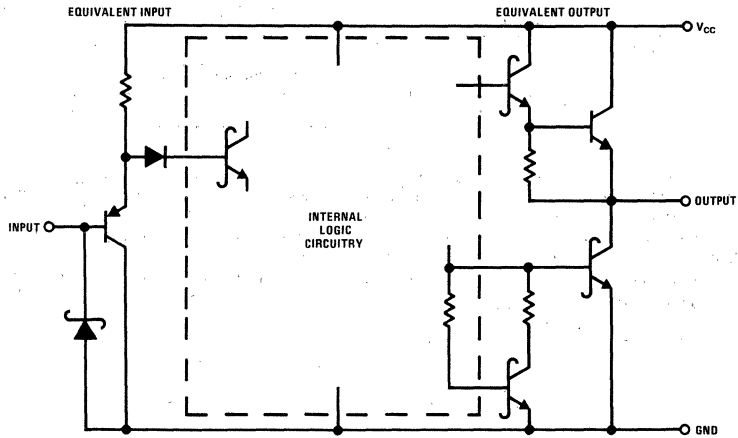 EQUIVALENT INPUT
EQUIVALENT OUTPUT
VCC
INPUT
INTERNAL
LOGIC
CIRCUITRY
OUTPUT
GND